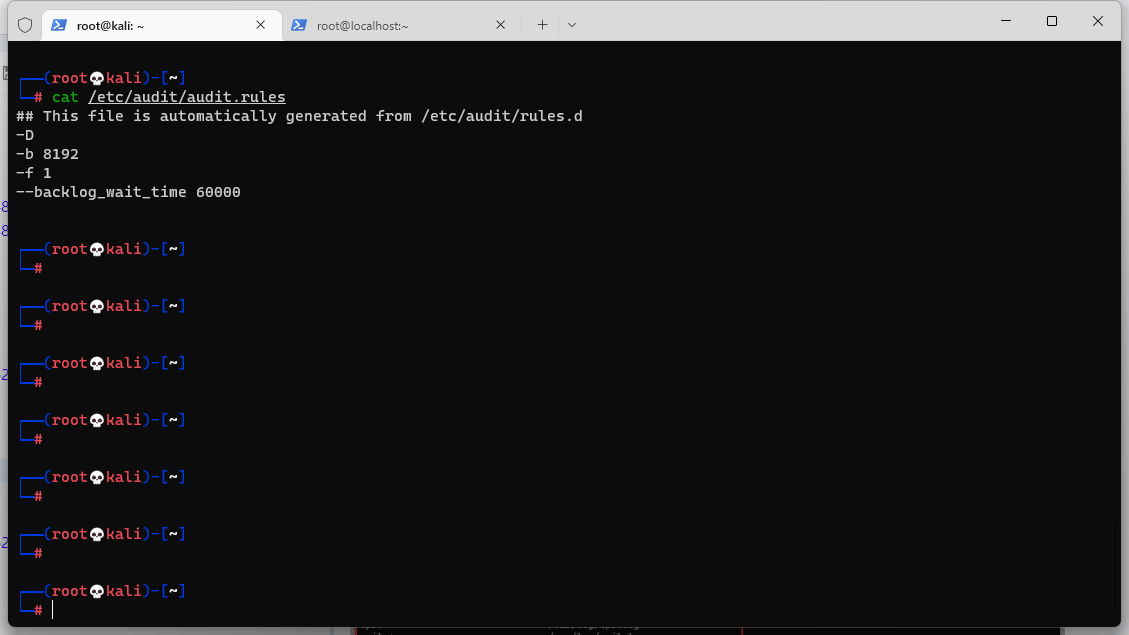 root@kali: ~
root@localhost:~
┌──(root💀kali)-[~]
└─# cat /etc/audit/audit.rules
## This file is automatically generated from /etc/audit/rules.d
-D
-b 8192
-f 1
--backlog_wait_time 60000
┌──(root💀kali)-[~]
└─#
┌──(root💀kali)-[~]
└─#
┌──(root💀kali)-[~]
└─#
┌──(root💀kali)-[~]
└─#
┌──(root💀kali)-[~]
└─#
┌──(root💀kali)-[~]
└─#
┌──(root💀kali)-[~]
└─#